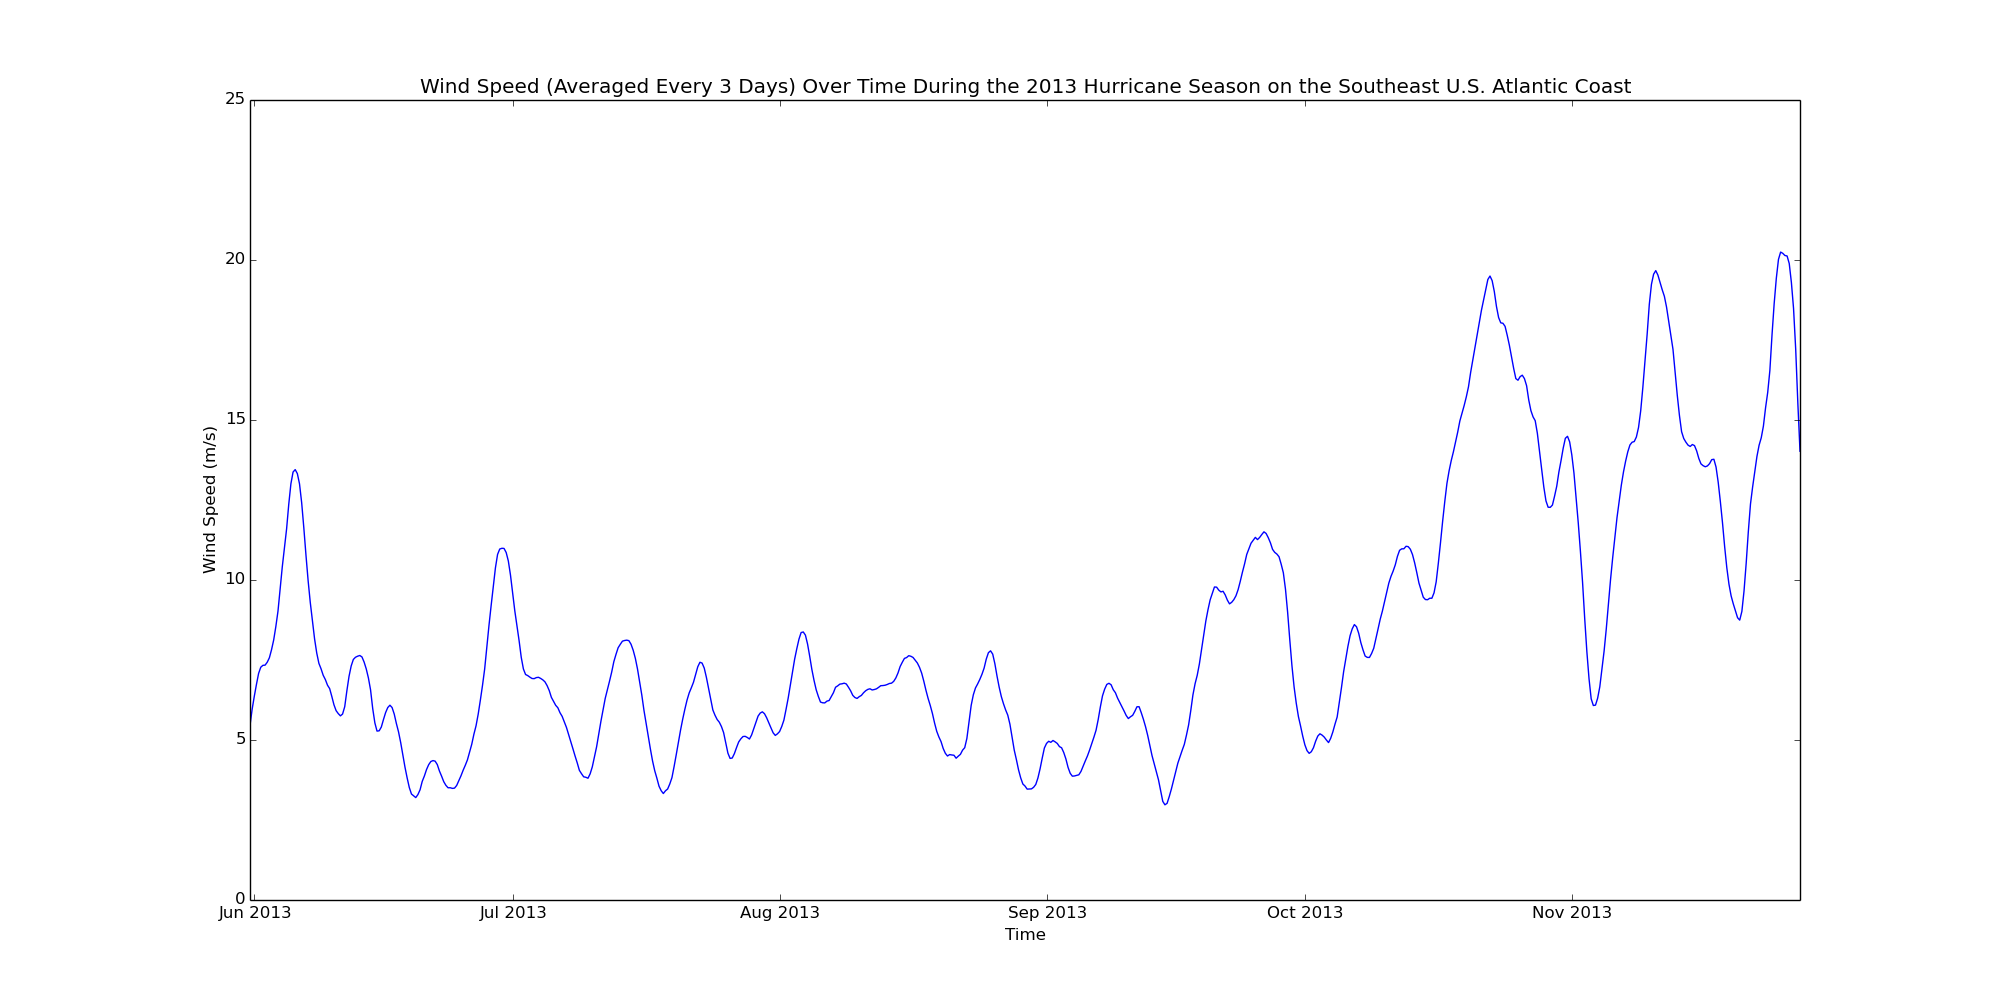 Wind Speed (Averaged Every 3 Days) Over Time During the 2013 Hurricane Season on the Southeast U.S. Atlantic Coast
25
20
15
10
5
0
Wind Speed (m/s)
Jun 2013 Jul 2013 Aug 2013 Sep 2013 Oct 2013 Nov 2013
Time